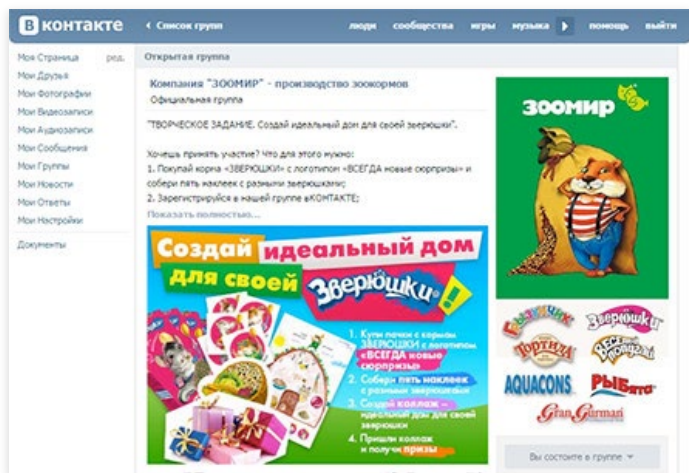 В контакте
Список групп
люди сообщества игры музыка помощь выйти
Моя Страница ред.
Мои Друзья
Мои Фотографии
Мои Видеозаписи
Мои Аудиозаписи
Мои Сообщения
Мои Группы
Мои Новости
Мои Ответы
Мои Настройки
Документы
Открытая группа
Компания "ЗООМИР" - производство зоокормов
Официальная группа
"ТВОРЧЕСКОЕ ЗАДАНИЕ. Создай идеальный дом для своей зверюшки".
Хочешь принять участие? Что для этого нужно:
1. Покупай корма «ЗВЕРЮШКИ» с логотипом «ВСЕГДА новые сюрпризы» и
собери пять наклеек с разными зверюшками;
2. Зарегистрируйся в нашей группе вКОНТАКТЕ;
Показать полностью...
Создай идеальный дом
для своей Зверюшки!
1. Купи пачки с кормом
ЗВЕРЮШКИ с логотипом
«ВСЕГДА новые
сюрпризы»
2. Собери пять наклеек
с разными зверюшками
3. Создай коллаж –
идеальный дом для своей
зверюшки
4. Пришли коллаж
и получи призы
ЗООМИР
Грызунчик
Зверюшки
Тортила
Веселый попугай
AQUACONS
РЫБята
Gran Gurman
Вы состоите в группе